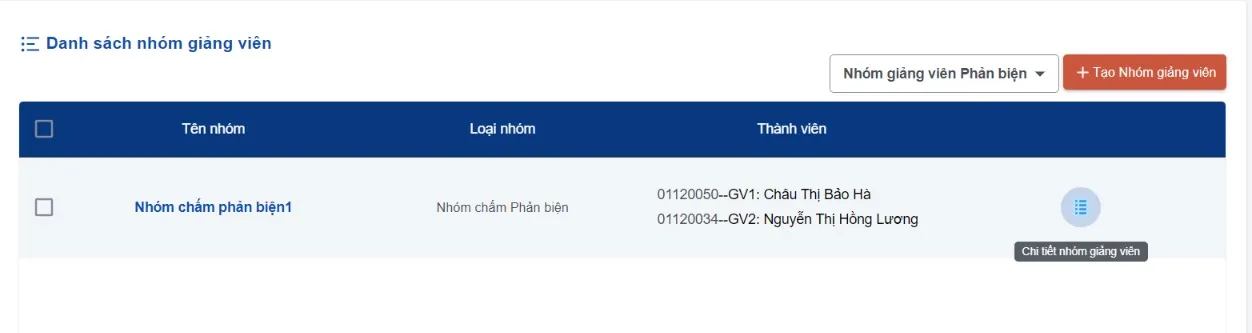 Danh sách nhóm giảng viên
Nhóm giảng viên Phản biện
+ Tạo Nhóm giảng viên
Tên nhóm Loại nhóm Thành viên
Nhóm chấm phản biện1 Nhóm chấm Phản biện
01120050--GV1: Châu Thị Bảo Hà
01120034--GV2: Nguyễn Thị Hồng Lương
Chi tiết nhóm giảng viên